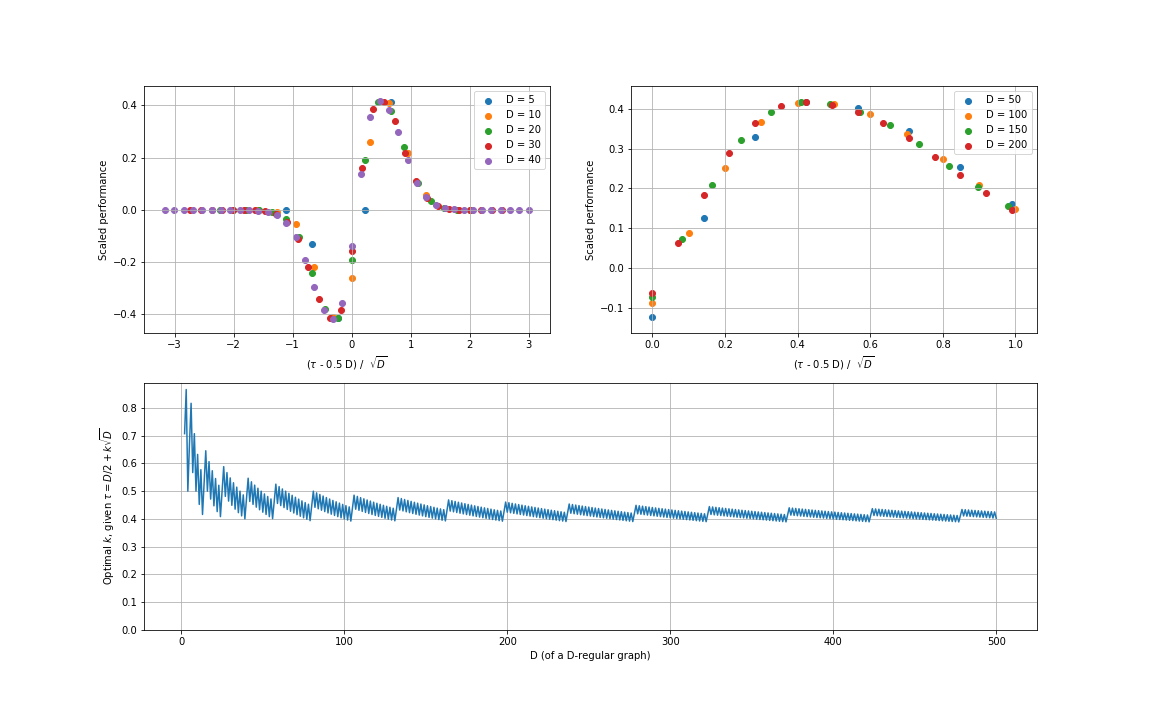 0.4
0.2
0.0
−0.2
−0.4
Scaled performance
D = 5
D = 10
D = 20
D = 30
D = 40
−3 −2 −1 0 1 2 3
(τ - 0.5 D) / √D
0.4
0.3
0.2
0.1
0.0
−0.1
Scaled performance
D = 50
D = 100
D = 150
D = 200
0.0 0.2 0.4 0.6 0.8 1.0
(τ - 0.5 D) / √D
0.8
0.7
0.6
0.5
0.4
0.3
0.2
0.1
0.0
Optimal k, given τ = D/2 + k√D
0 100 200 300 400 500
D (of a D-regular graph)